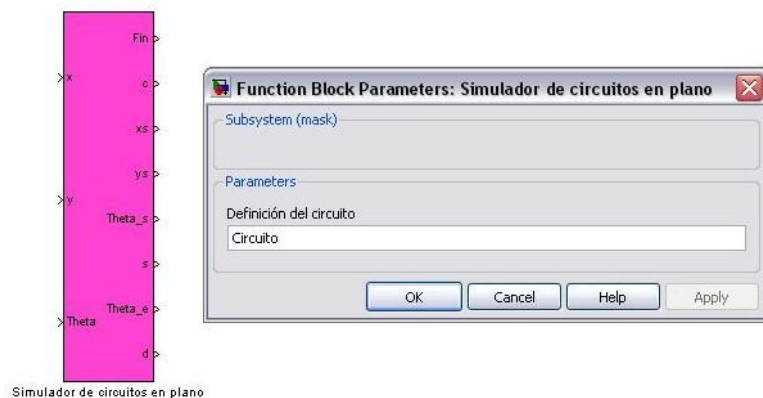 Fin
x
c
xs
y
ys
Theta_s
s
Theta_e
Theta
d
Simulador de circuitos en plano
Function Block Parameters: Simulador de circuitos en plano
Subsystem (mask)
Parameters
Definición del circuito
Circuito
OK
Cancel
Help
Apply